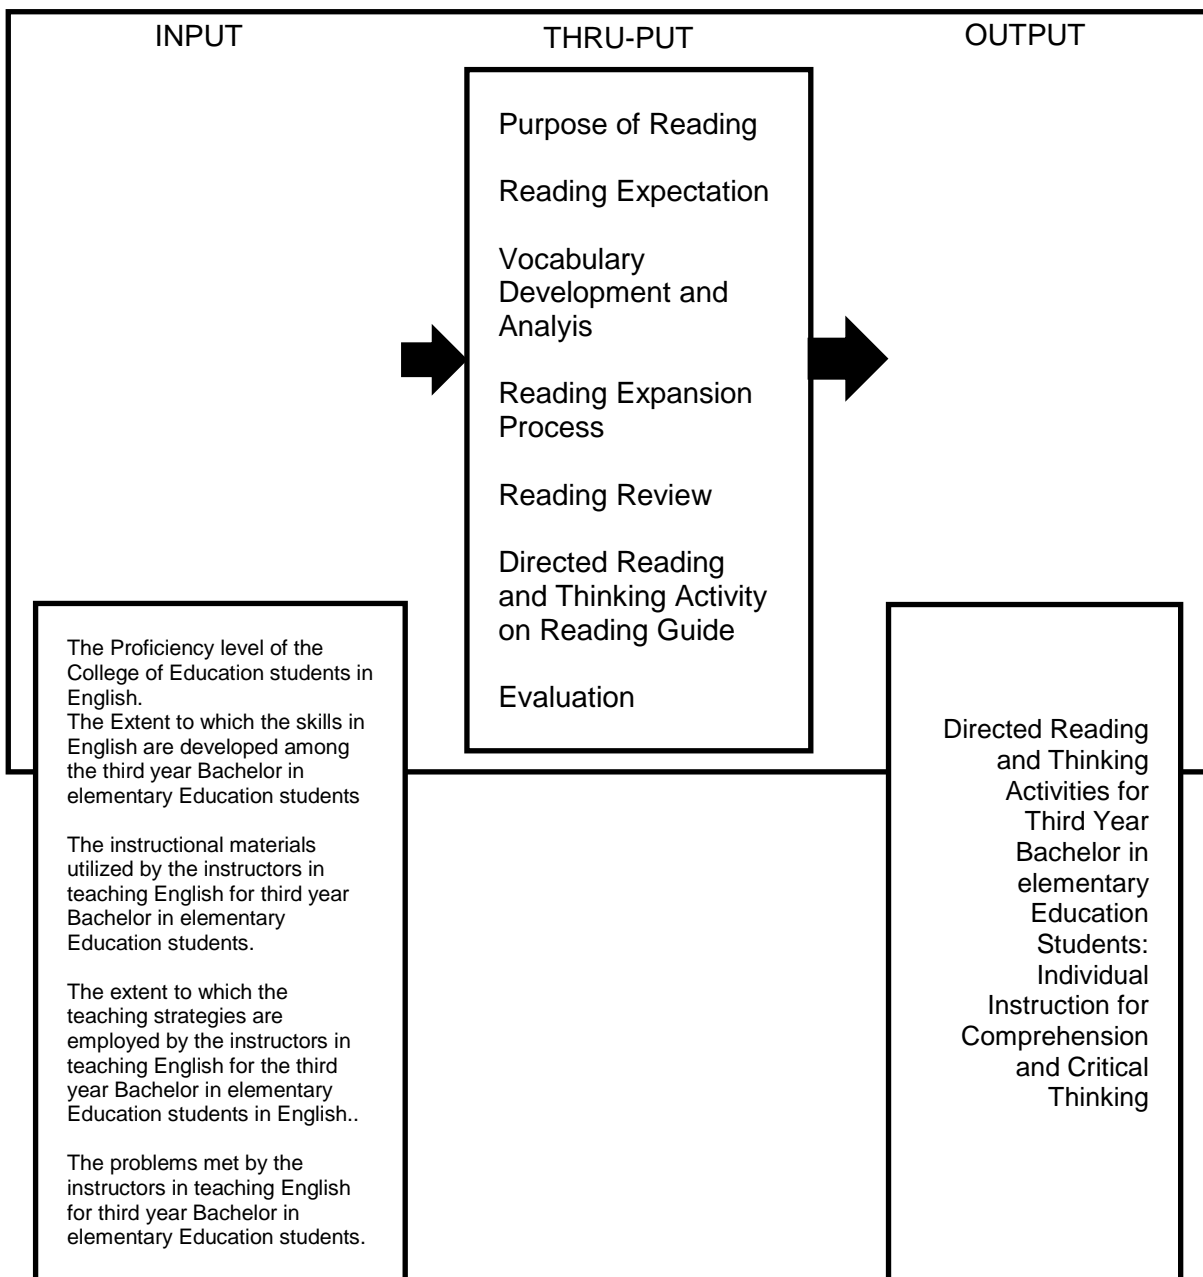 INPUT
THRU-PUT
OUTPUT
Purpose of Reading
Reading Expectation
Vocabulary
Development and
Analyis
Reading Expansion
Process
Reading Review
Directed Reading
and Thinking Activity
on Reading Guide
Evaluation
The Proficiency level of the
College of Education students in
English.
The Extent to which the skills in
English are developed among
the third year Bachelor in
elementary Education students
The instructional materials
utilized by the instructors in
teaching English for third year
Bachelor in elementary
Education students.
The extent to which the
teaching strategies are
employed by the instructors in
teaching English for the third
year Bachelor in elementary
Education students in English..
The problems met by the
instructors in teaching English
for third year Bachelor in
elementary Education students.
Directed Reading
and Thinking
Activities for
Third Year
Bachelor in
elementary
Education
Students:
Individual
Instruction for
Comprehension
and Critical
Thinking